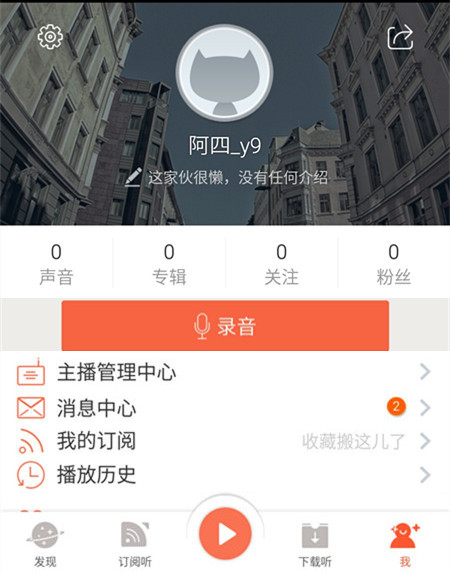 阿四_y9
这家伙很懒，没有任何介绍
0 0 0 0
声音 专辑 关注 粉丝
录音
主播管理中心
消息中心 2
我的订阅 收藏搬这儿了
播放历史
发现 订阅听 下载听 我